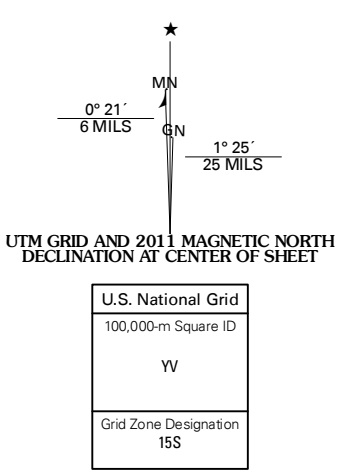 ★
MN
0° 21´
6 MILS
GN
1° 25´
25 MILS
UTM GRID AND 2011 MAGNETIC NORTH
DECLINATION AT CENTER OF SHEET
U.S. National Grid
100,000-m Square ID
YV
Grid Zone Designation
15S